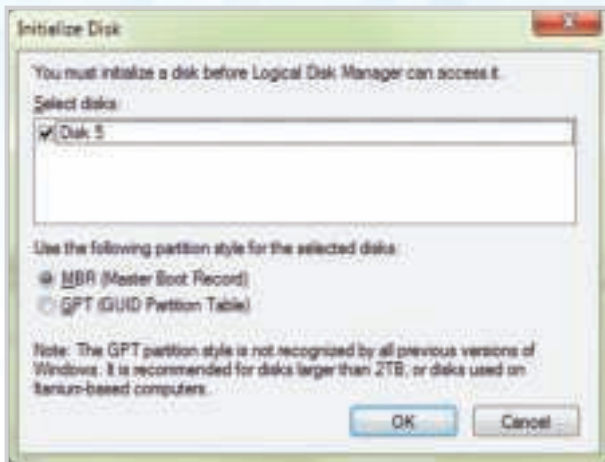 Initialize Disk
You must initialize a disk before Logical Disk Manager can access it.
Select disks:
Disk 5
Use the following partition style for the selected disks:
MBR (Master Boot Record)
GPT (GUID Partition Table)
Note: The GPT partition style is not recognized by all previous versions of
Windows. It is recommended for disks larger than 2TB, or disks used on
Itanium-based computers.
OK Cancel